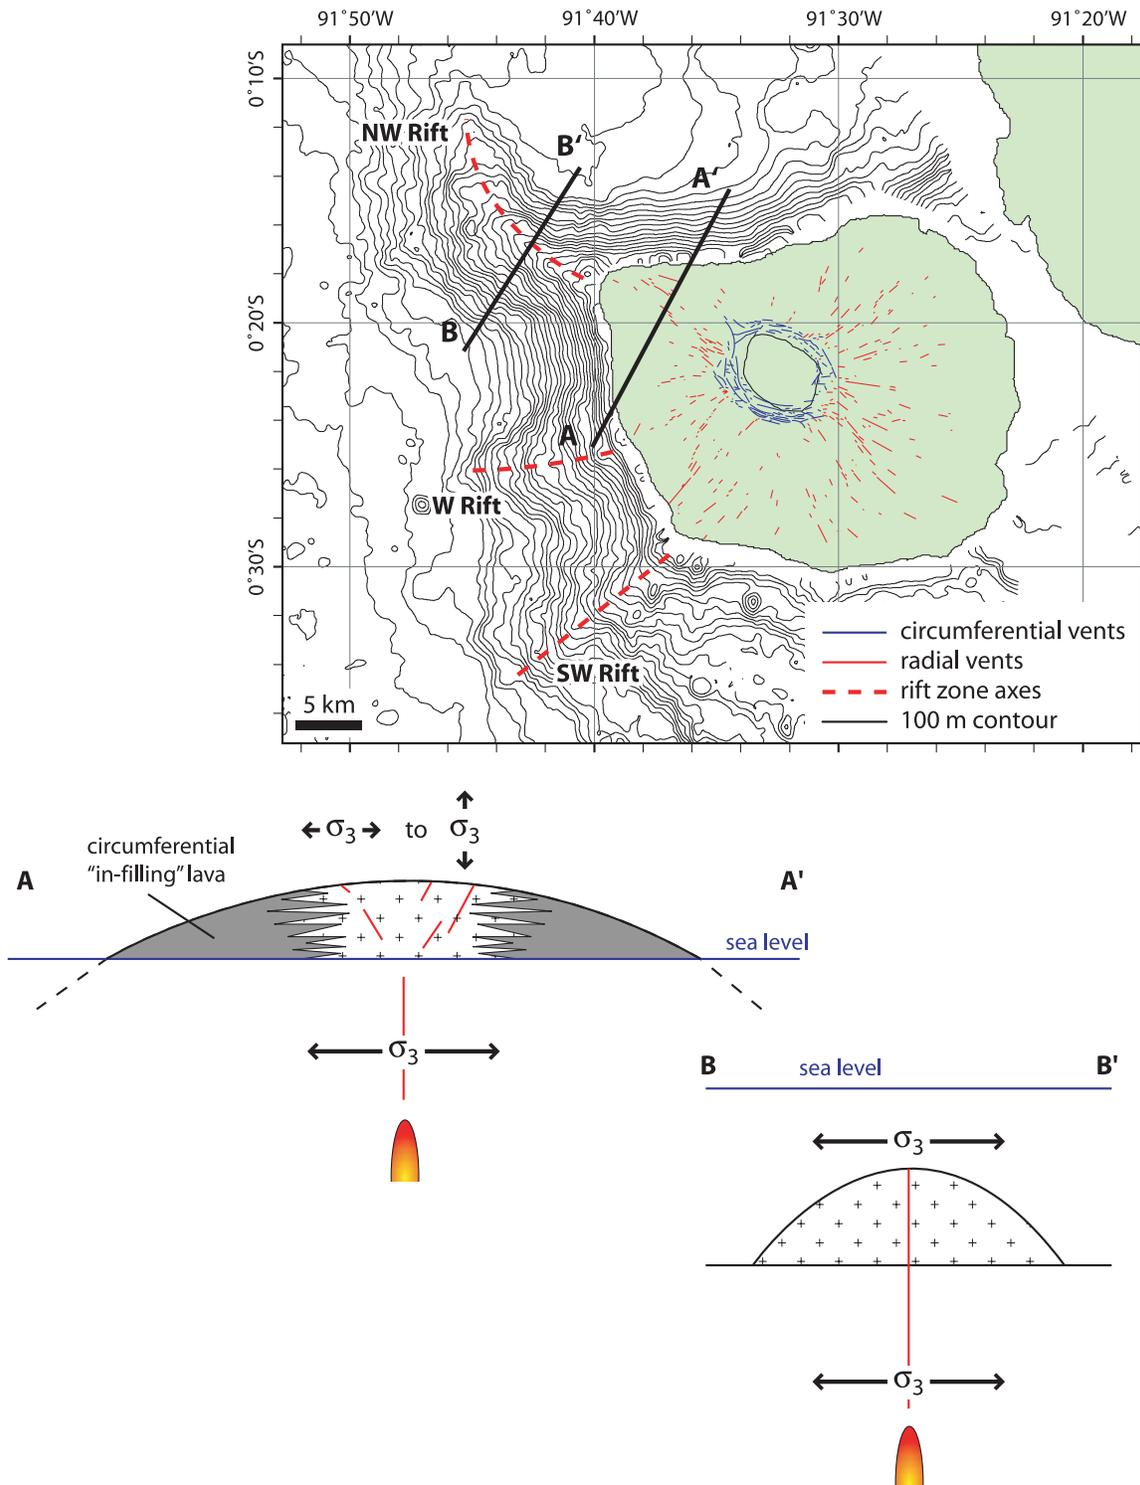 91˚50’W 91˚40’W 91˚30’W 91˚20’W
0˚10’S
NW Rift
B‘
A‘
0˚20’S
B
A
W Rift
0˚30’S
SW Rift
circumferential vents
radial vents
rift zone axes
100 m contour
5 km
σ3 to σ3
circumferential
“in-filling” lava
A A'
sea level
σ3
B B'
sea level
σ3
σ3